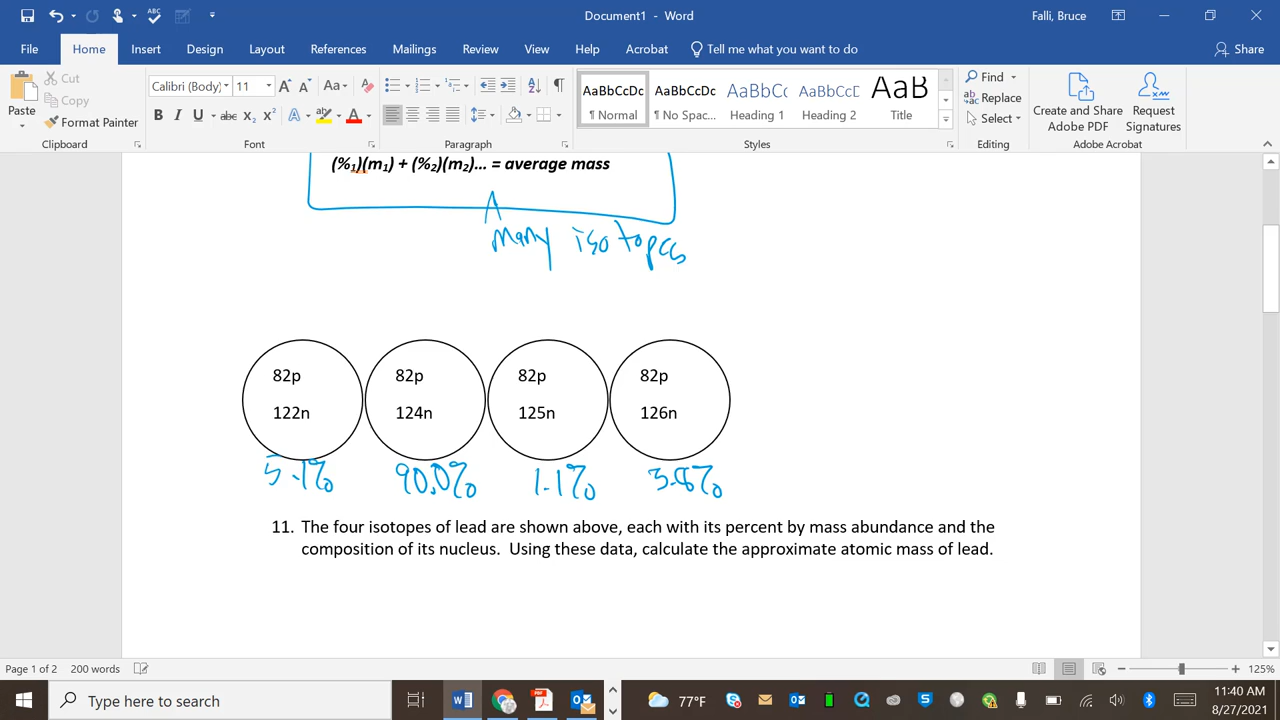 Document1 - Word
Falli, Bruce
File Home Insert Design Layout References Mailings Review View Help Acrobat Tell me what you want to do Share
Paste
Cut
Copy
Format Painter
Calibri (Body) 11
AaBbCcDc
¶ Normal
AaBbCcDc
¶ No Spac...
AaBbCc
Heading 1
AaBbCcD
Heading 2
AaB
Title
Find
Replace
Select
Create and Share
Adobe PDF
Request
Signatures
Clipboard Font Paragraph Styles Editing Adobe Acrobat
(%1)(m1) + (%2)(m2)... = average mass
Many isotopes
82p 82p 82p 82p
122n 124n 125n 126n
5.1% 90.0% 1.1% 3.8%
11. The four isotopes of lead are shown above, each with its percent by mass abundance and the
composition of its nucleus. Using these data, calculate the approximate atomic mass of lead.
Page 1 of 2 200 words 125%
Type here to search 77°F 11:40 AM
8/27/2021